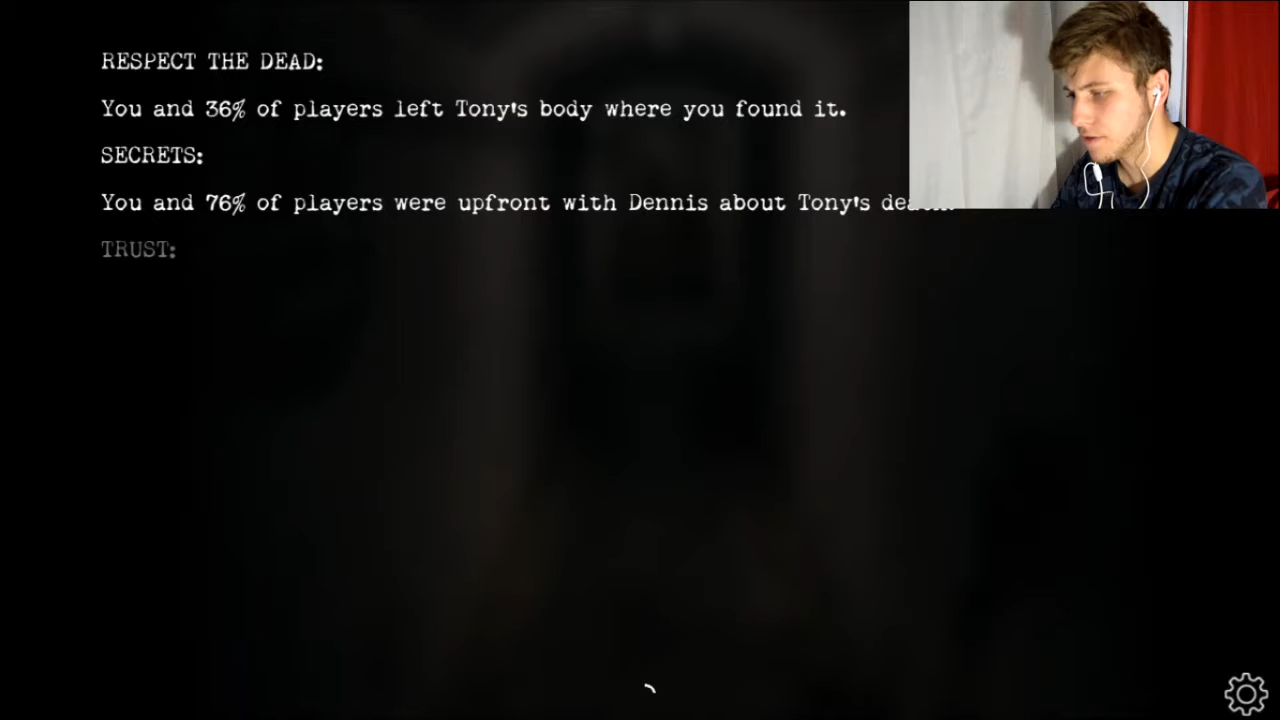 RESPECT THE DEAD:
You and 36% of players left Tony's body where you found it.
SECRETS:
You and 76% of players were upfront with Dennis about Tony's
TRUST: